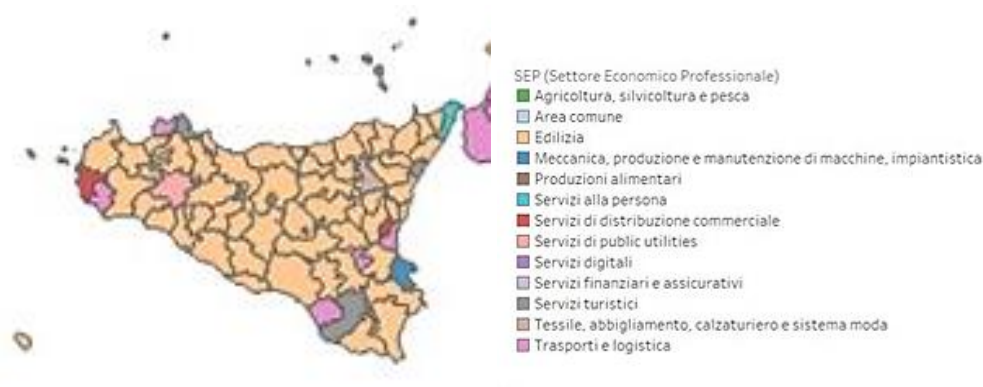 SEP (Settore Economico Professionale)
Agricoltura, silvicoltura e pesca
Area comune
Edilizia
Meccanica, produzione e manutenzione di macchine, impiantistica
Produzioni alimentari
Servizi alla persona
Servizi di distribuzione commerciale
Servizi di public utilities
Servizi digitali
Servizi finanziari e assicurativi
Servizi turistici
Tessile, abbigliamento, calzaturiero e sistema moda
Trasporti e logistica